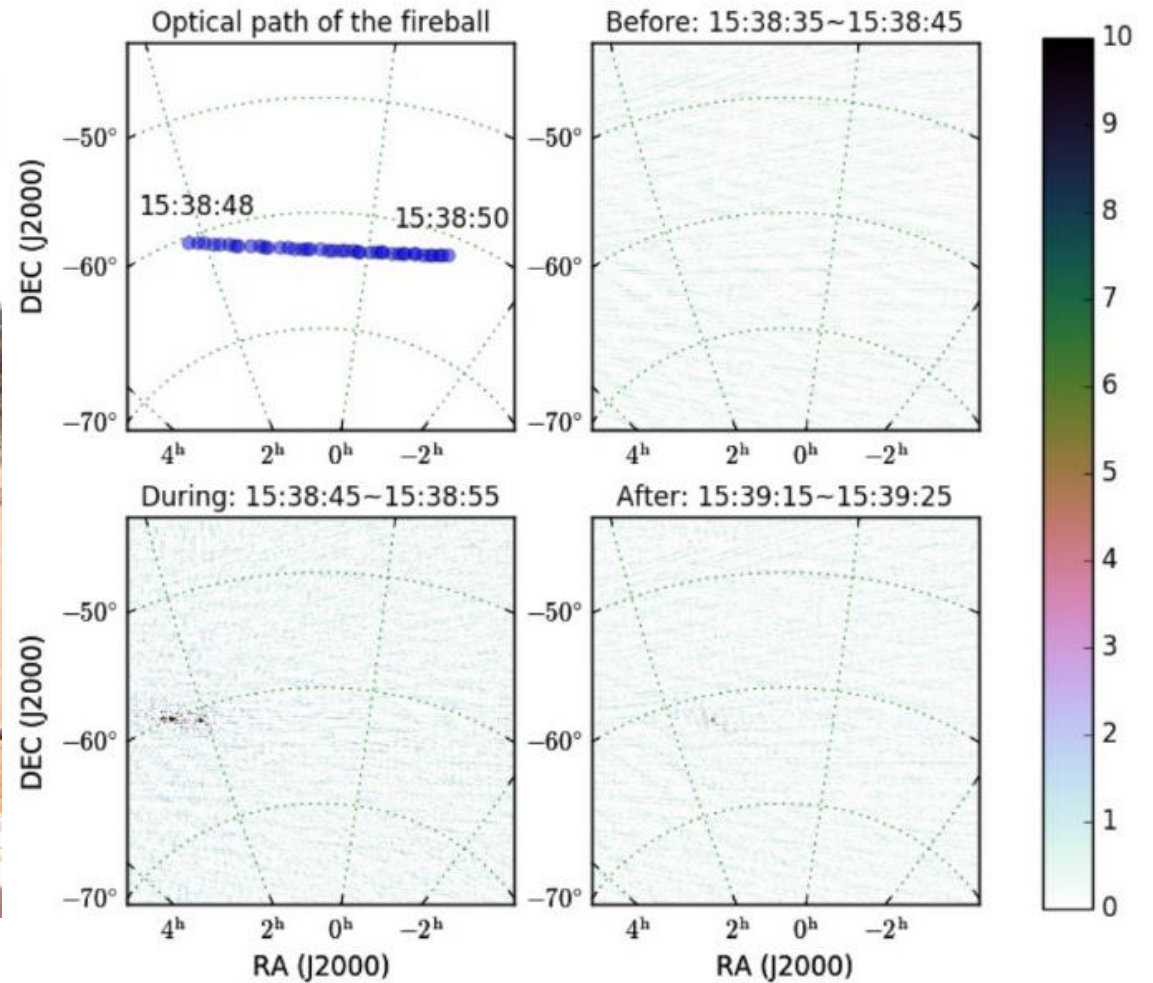 Optical path of the fireball
DEC (J2000)
−50°
−60°
−70°
15:38:48
15:38:50
4ʰ 2ʰ 0ʰ −2ʰ
Before: 15:38:35~15:38:45
−50°
−60°
−70°
4ʰ 2ʰ 0ʰ −2ʰ
During: 15:38:45~15:38:55
DEC (J2000)
−50°
−60°
−70°
4ʰ 2ʰ 0ʰ −2ʰ
RA (J2000)
After: 15:39:15~15:39:25
−50°
−60°
−70°
4ʰ 2ʰ 0ʰ −2ʰ
RA (J2000)
10
9
8
7
6
5
4
3
2
1
0